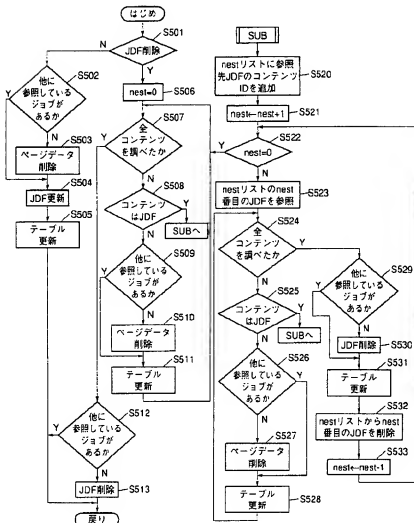 はじめ
S501
JDF削除
N
Y
S502
他に
参照している
ジョブが
あるか
Y
N
S503
ページデータ
削除
S504
JDF更新
S505
テーブル
更新
S506
nest=0
S507
全
コンテンツ
を調べたか
Y
N
S508
コンテンツ
はJDF
Y
SUBへ
N
S509
他に
参照している
ジョブが
あるか
Y
N
S510
ページデータ
削除
S511
テーブル
更新
S512
他に
参照している
ジョブが
あるか
Y
N
JDF削除
S513
戻り
SUB
nestリストに参照
先JDFのコンテンツ
IDを追加
S520
nest←nest+1
S521
S522
nest=0
Y
N
S523
nestリストのnest
番目のJDFを参照
S524
全
コンテンツ
を調べたか
Y
N
S525
コンテンツ
はJDF
Y
SUBへ
N
S526
他に
参照している
ジョブが
あるか
Y
N
S527
ページデータ
削除
テーブル
更新
S528
S529
他に
参照している
ジョブが
あるか
Y
N
JDF削除
S530
S531
テーブル
更新
S532
nestリストからnest
番目のJDFを削除
S533
nest←nest-1